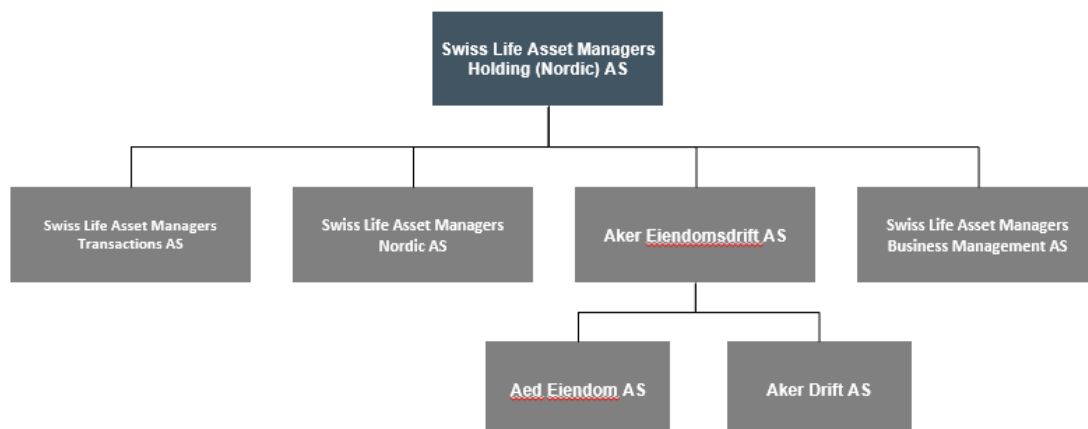 Swiss Life Asset Managers
Holding (Nordic) AS
Swiss Life Asset Managers
Transactions AS
Swiss Life Asset Managers
Nordic AS
Aker Eiendomsdrift AS
Swiss Life Asset Managers
Business Management AS
Aed Eiendom AS
Aker Drift AS